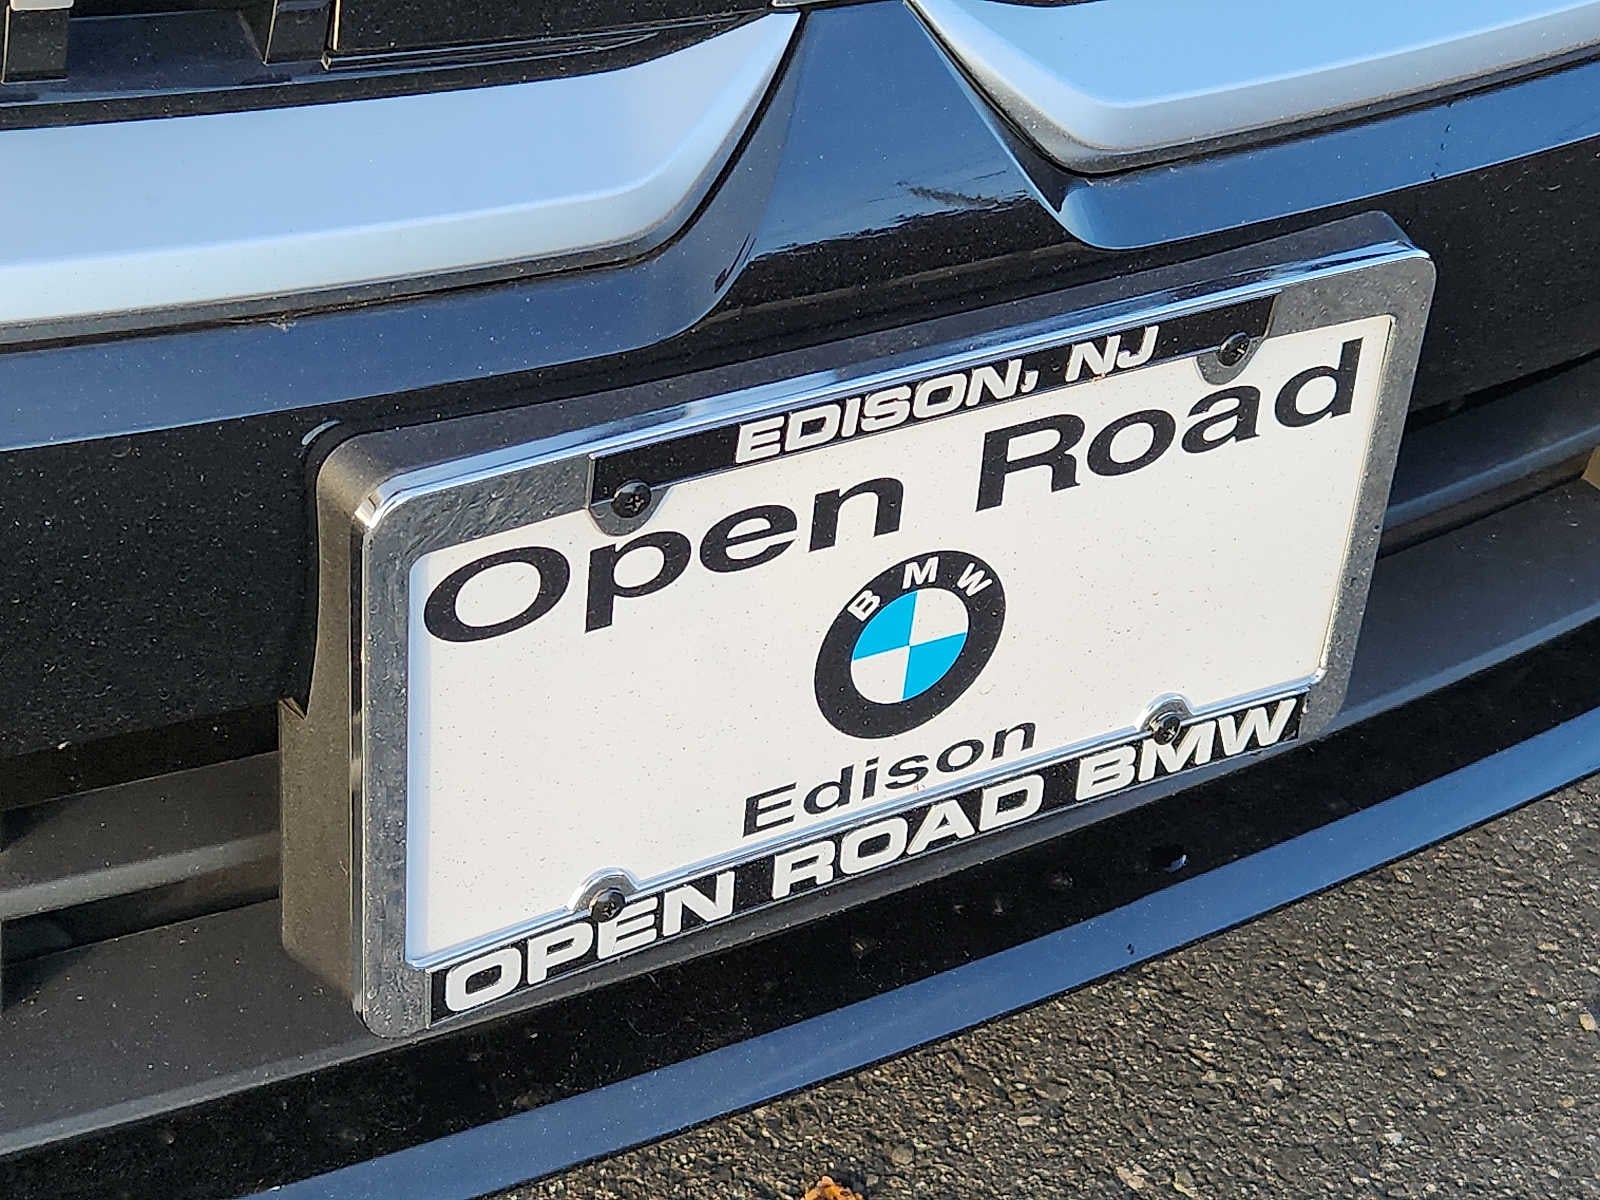 EDISON, NJ
Open Road
BMW
Edison
OPEN ROAD BMW